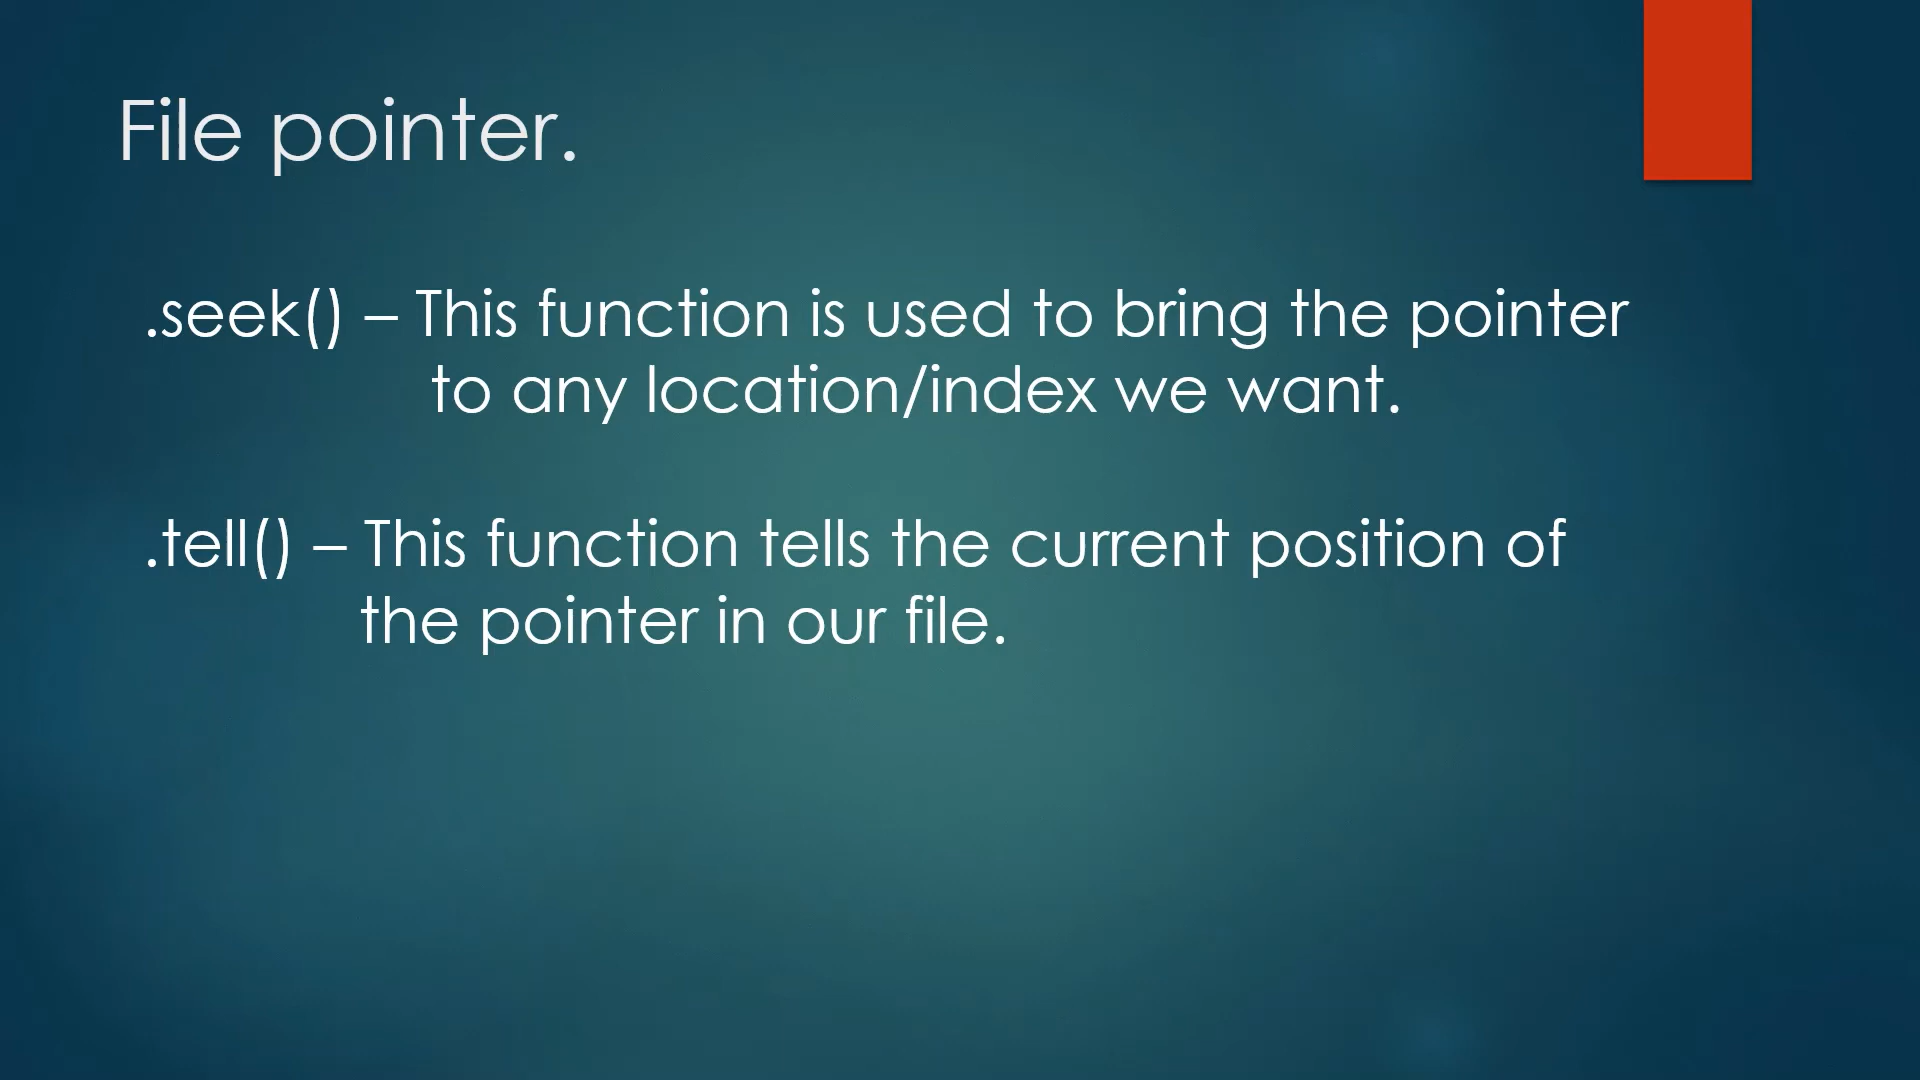 File pointer.
.seek() – This function is used to bring the pointer
to any location/index we want.
.tell() – This function tells the current position of
the pointer in our file.